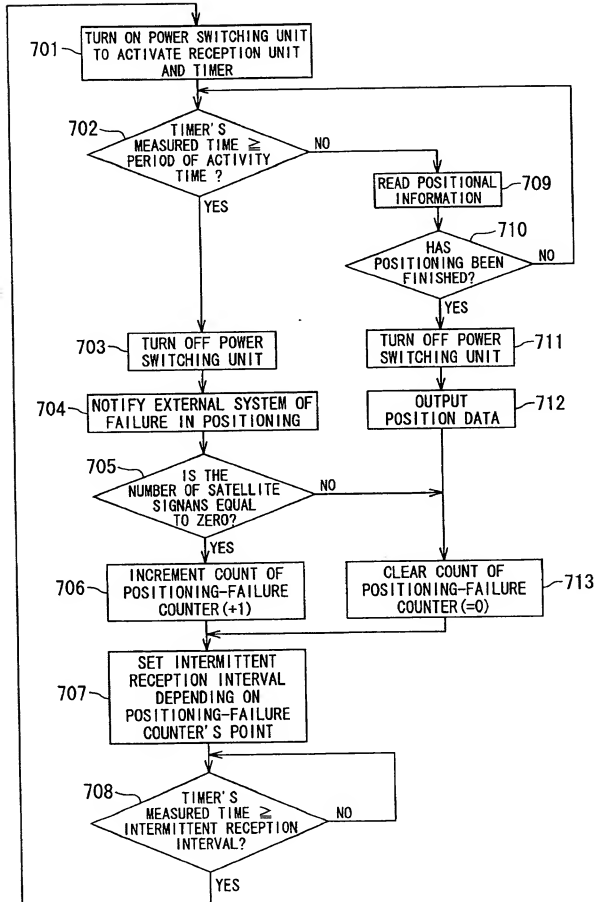 701
TURN ON POWER SWITCHING UNIT
TO ACTIVATE RECEPTION UNIT
AND TIMER
702
TIMER'S
MEASURED TIME ≧
PERIOD OF ACTIVITY
TIME ?
NO
YES
READ POSITIONAL
INFORMATION
709
710
HAS
POSITIONING BEEN
FINISHED?
NO
YES
703
TURN OFF POWER
SWITCHING UNIT
TURN OFF POWER
SWITCHING UNIT
711
704
NOTIFY EXTERNAL SYSTEM OF
FAILURE IN POSITIONING
OUTPUT
POSITION DATA
712
705
IS THE
NUMBER OF SATELLITE
SIGNANS EQUAL
TO ZERO?
NO
YES
706
INCREMENT COUNT OF
POSITIONING-FAILURE
COUNTER(+1)
CLEAR COUNT OF
POSITIONING-FAILURE
COUNTER(=0)
713
707
SET INTERMITTENT
RECEPTION INTERVAL
DEPENDING ON
POSITIONING-FAILURE
COUNTER'S POINT
708
TIMER'S
MEASURED TIME ≧
INTERMITTENT RECEPTION
INTERVAL?
NO
YES